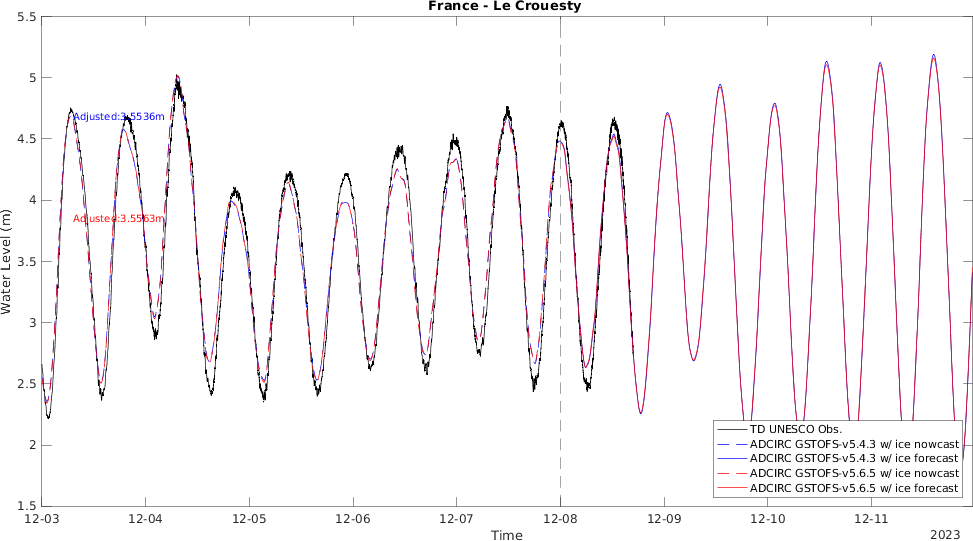 France - Le Crouesty
5.5
5
4.5
4
3.5
3
2.5
2
1.5
Water Level (m)
Adjusted:3.5536m
Adjusted:3.5563m
TD UNESCO Obs.
ADCIRC GSTOFS-v5.4.3 w/ ice nowcast
ADCIRC GSTOFS-v5.4.3 w/ ice forecast
ADCIRC GSTOFS-v5.6.5 w/ ice nowcast
ADCIRC GSTOFS-v5.6.5 w/ ice forecast
12-03 12-04 12-05 12-06 12-07 12-08 12-09 12-10 12-11
Time
2023